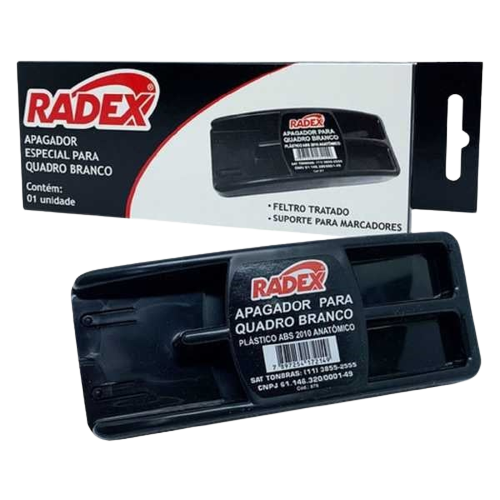 RADEX
APAGADOR
ESPECIAL PARA
QUADRO BRANCO
Contém:
01 unidade
RADEX
APAGADOR PARA
QUADRO BRANCO
PLÁSTICO ABS 2010 ANATÔMICO
• FELTRO TRATADO
• SUPORTE PARA MARCADORES
RADEX
APAGADOR PARA
QUADRO BRANCO
PLÁSTICO ABS 2010 ANATÔMICO
SAT TONBRAS: (11) 3855-2555
CNPJ 61.146.320/0001-49